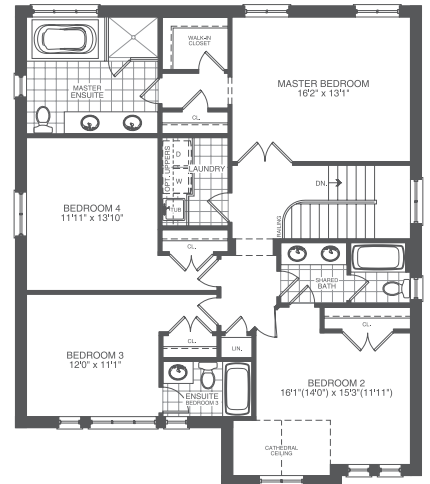 WALK-IN
CLOSET
MASTER BEDROOM
16'2" x 13'1"
MASTER
ENSUITE
CL.
OPT. UPPERS
D
W
TUB
LAUNDRY
DN.
RAILING
BEDROOM 4
11'11" x 13'10"
CL.
SHARED
BATH
CL.
CL.
LIN.
BEDROOM 3
12'0" x 11'1"
ENSUITE
BEDROOM 3
BEDROOM 2
16'1"(14'0") x 15'3"(11'11")
CATHEDRAL
CEILING